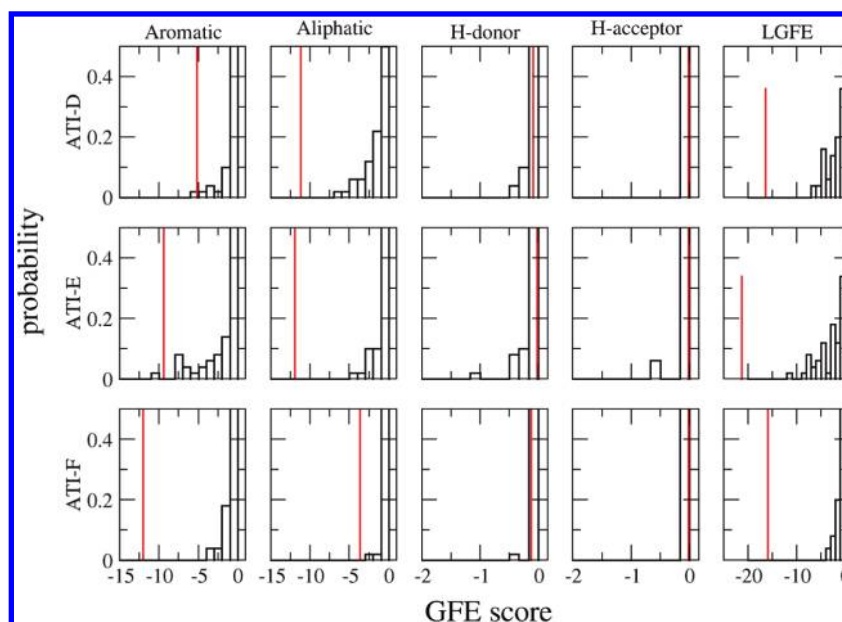 Aromatic Aliphatic H-donor H-acceptor LGFE
ATI-D
0.4
0.2
0
probability
ATI-E
0.4
0.2
0
ATI-F
0.4
0.2
0
-15 -10 -5 0 -15 -10 -5 0 -2 -1 0 -2 -1 0 -20 -10
GFE score